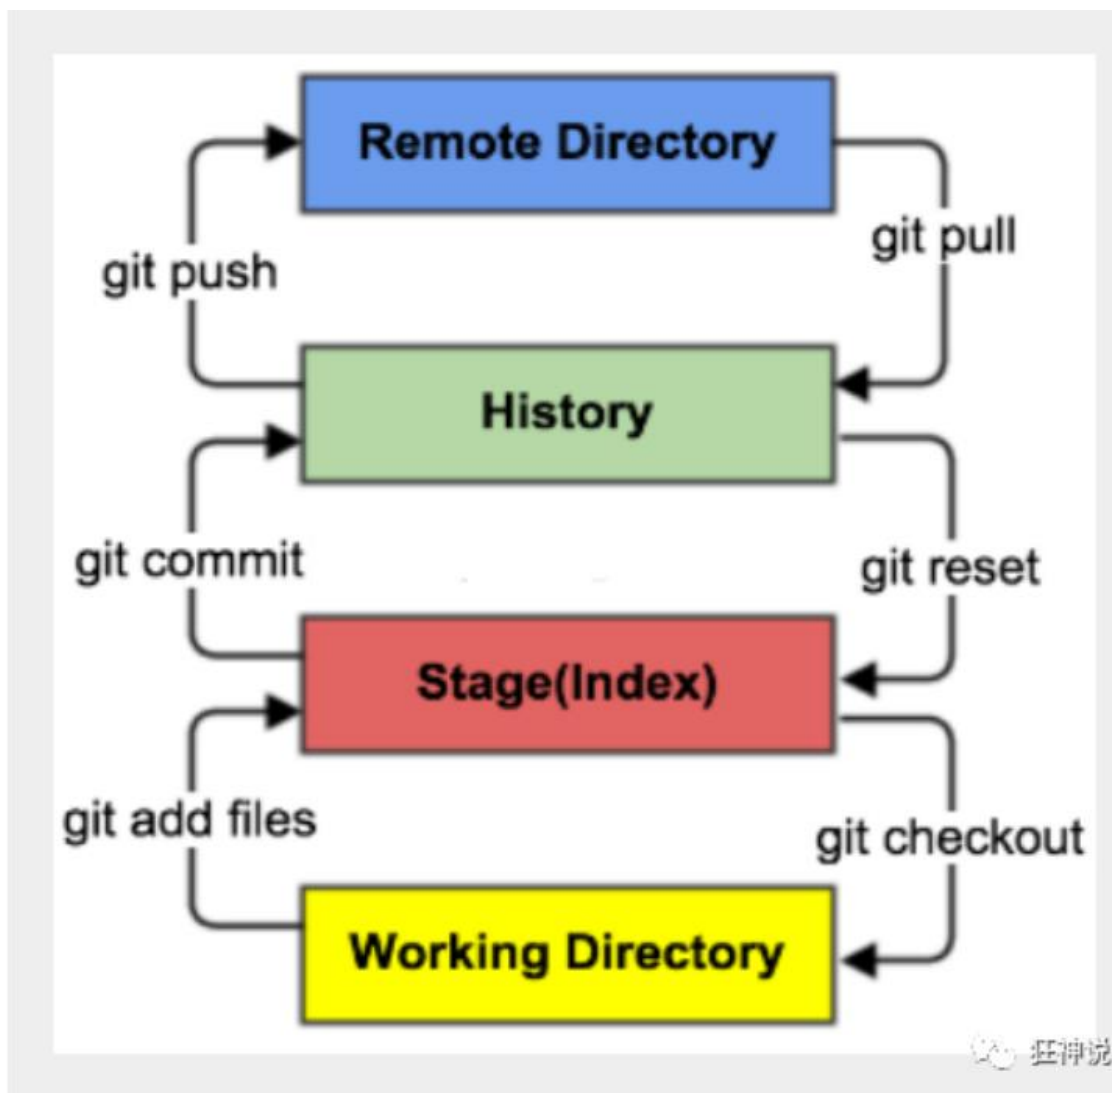 Remote Directory
git pull
git push
History
git commit
git reset
Stage(Index)
git add files
git checkout
Working Directory
狂神说